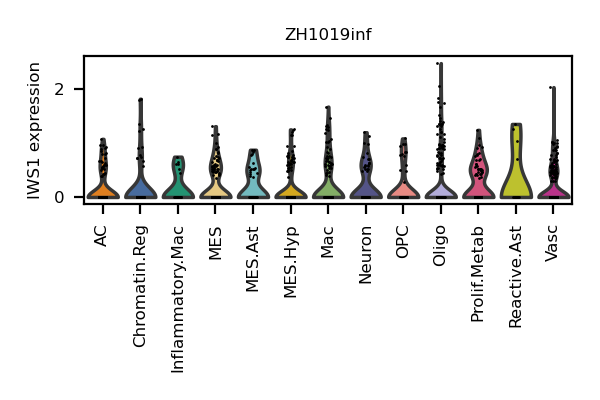 ZH1019inf
IWS1 expression
2
0
AC
Chromatin.Reg
Inflammatory.Mac
MES
MES.Ast
MES.Hyp
Mac
Neuron
OPC
Oligo
Prolif.Metab
Reactive.Ast
Vasc